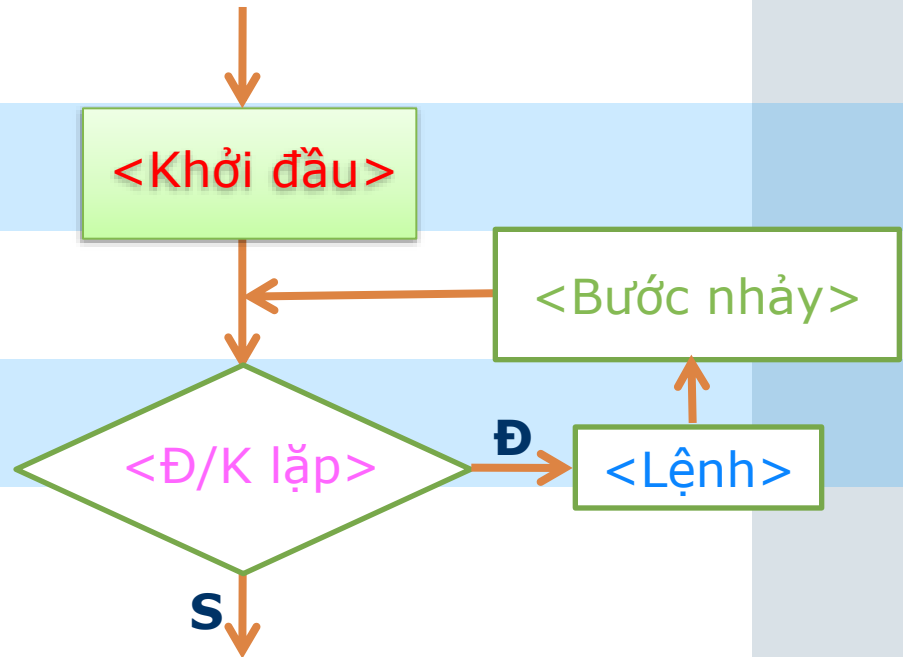 <Khởi đầu>
<Bước nhảy>
<Đ/K lặp>
Đ
<Lệnh>
S